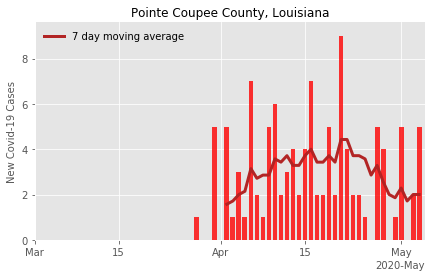 Pointe Coupee County, Louisiana
7 day moving average
New Covid-19 Cases
8
6
4
2
0
Mar 15 Apr 15 May
2020-May